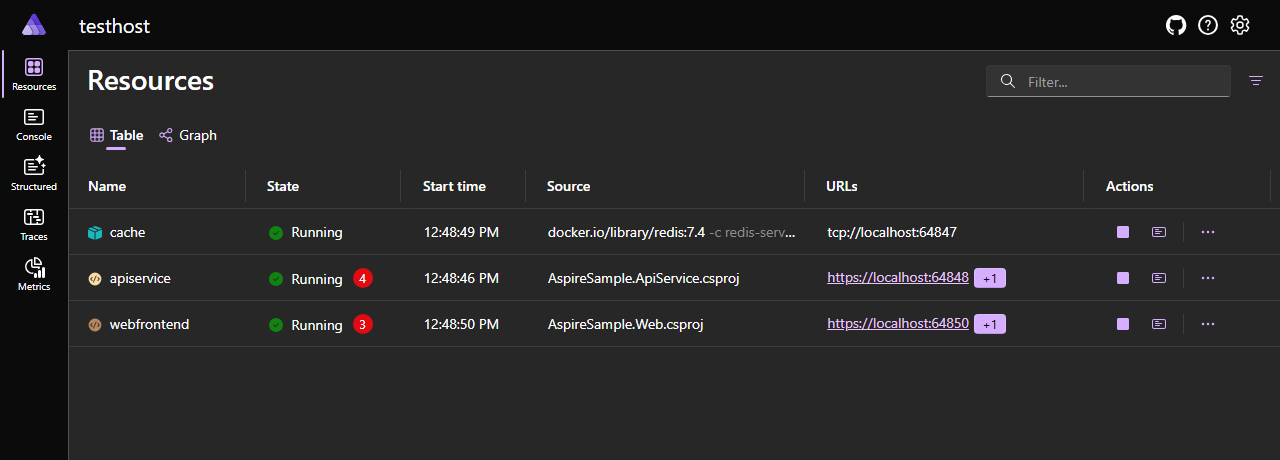 testhost
Resources
Filter...
Resources
Console
Structured
Traces
Metrics
Table Graph
Name State Start time Source URLs Actions
cache Running 12:48:49 PM docker.io/library/redis:7.4 -c redis-serv... tcp://localhost:64847
apiservice Running 4 12:48:46 PM AspireSample.ApiService.csproj https://localhost:64848 +1
webfrontend Running 3 12:48:50 PM AspireSample.Web.csproj https://localhost:64850 +1